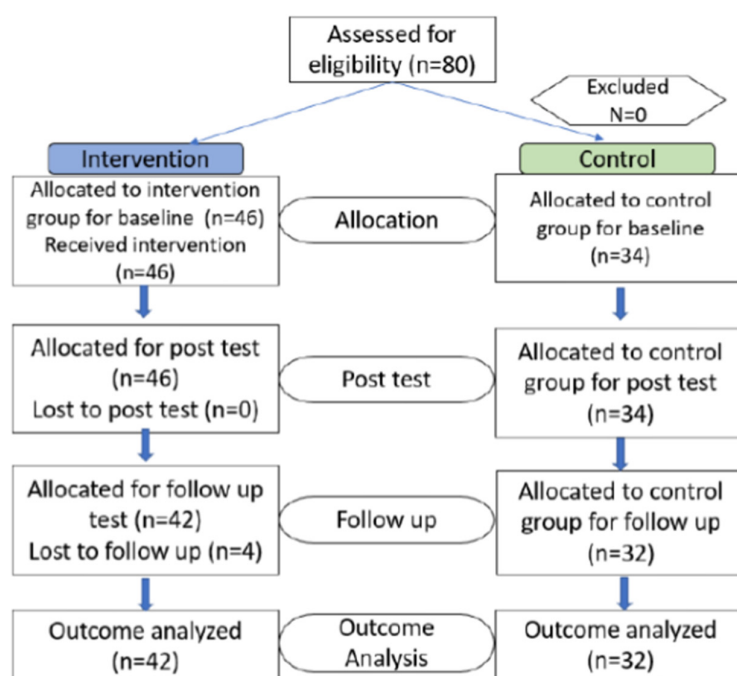 Assessed for
eligibility (n=80)
Excluded
N=0
Intervention
Control
Allocated to intervention
group for baseline (n=46)
Received intervention
(n=46)
Allocation
Allocated to control
group for baseline
(n=34)
Allocated for post test
(n=46)
Lost to post test (n=0)
Post test
Allocated to control
group for post test
(n=34)
Allocated for follow up
test (n=42)
Lost to follow up (n=4)
Follow up
Allocated to control
group for follow up
(n=32)
Outcome analyzed
(n=42)
Outcome
Analysis
Outcome analyzed
(n=32)